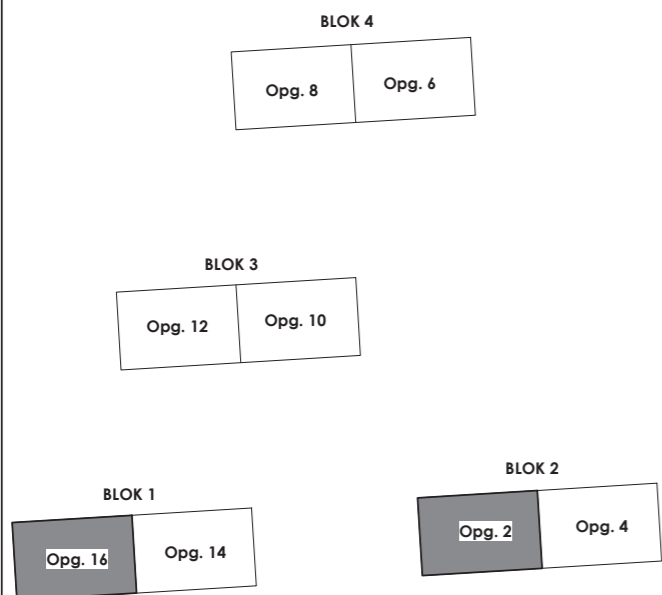 BLOK 4
Opg. 8
Opg. 6
BLOK 3
Opg. 12
Opg. 10
BLOK 1
Opg. 16
Opg. 14
BLOK 2
Opg. 2
Opg. 4